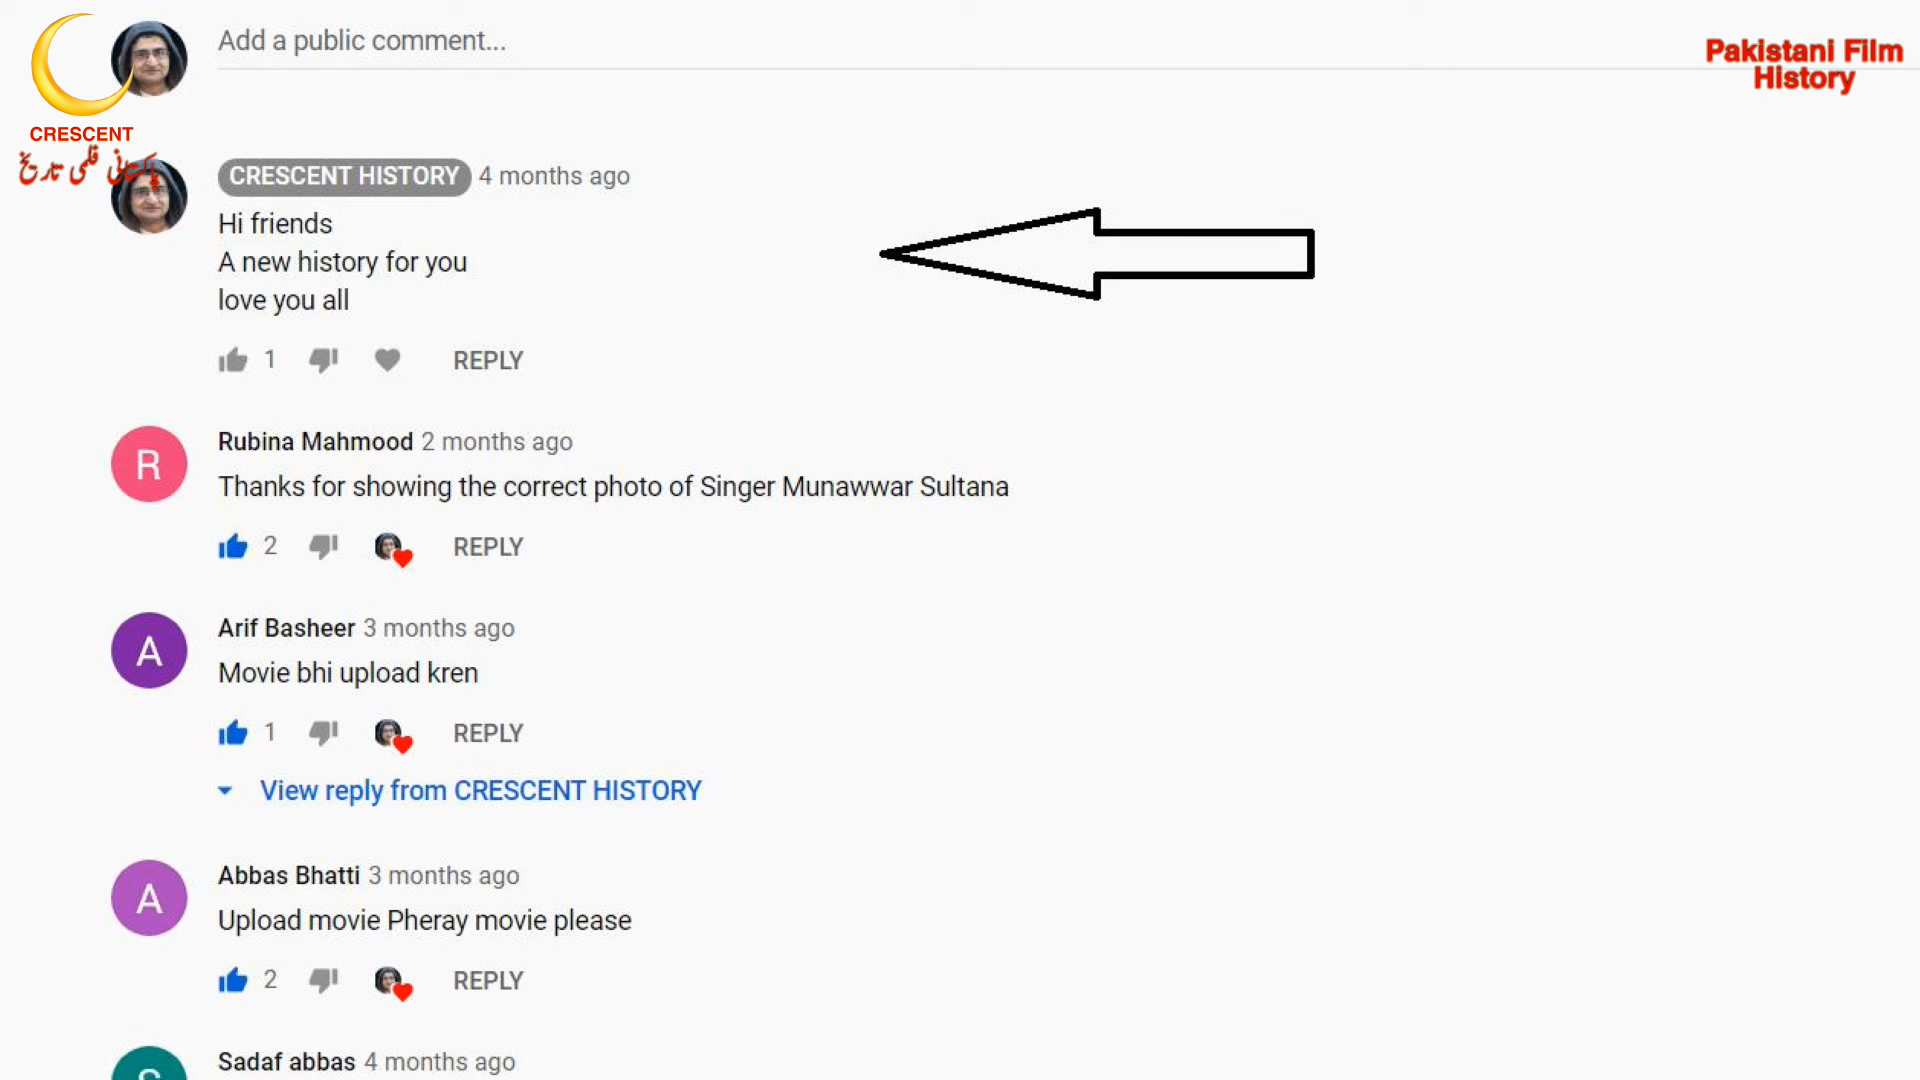 Add a public comment...
Pakistani Film
History
CRESCENT
پاکستانی فلمی تاریخ
CRESCENT HISTORY 4 months ago
Hi friends
A new history for you
love you all
1 REPLY
R
Rubina Mahmood 2 months ago
Thanks for showing the correct photo of Singer Munawwar Sultana
2 REPLY
A
Arif Basheer 3 months ago
Movie bhi upload kren
1 REPLY
View reply from CRESCENT HISTORY
A
Abbas Bhatti 3 months ago
Upload movie Pheray movie please
2 REPLY
Sadaf abbas 4 months ago